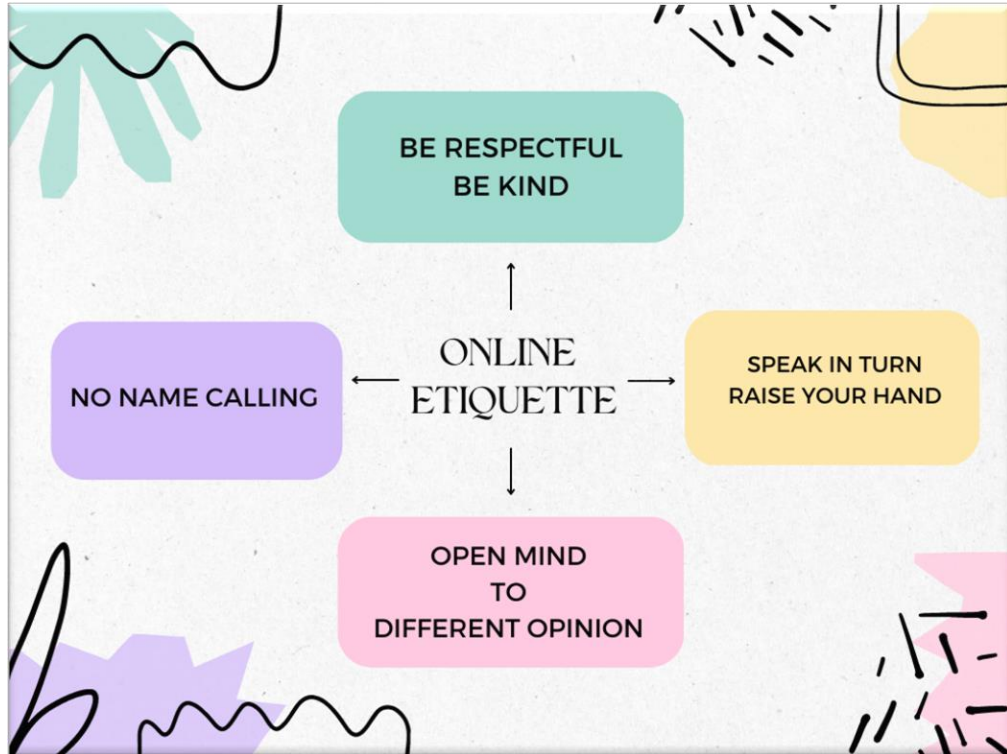 BE RESPECTFUL
BE KIND
NO NAME CALLING
ONLINE
ETIQUETTE
SPEAK IN TURN
RAISE YOUR HAND
OPEN MIND
TO
DIFFERENT OPINION